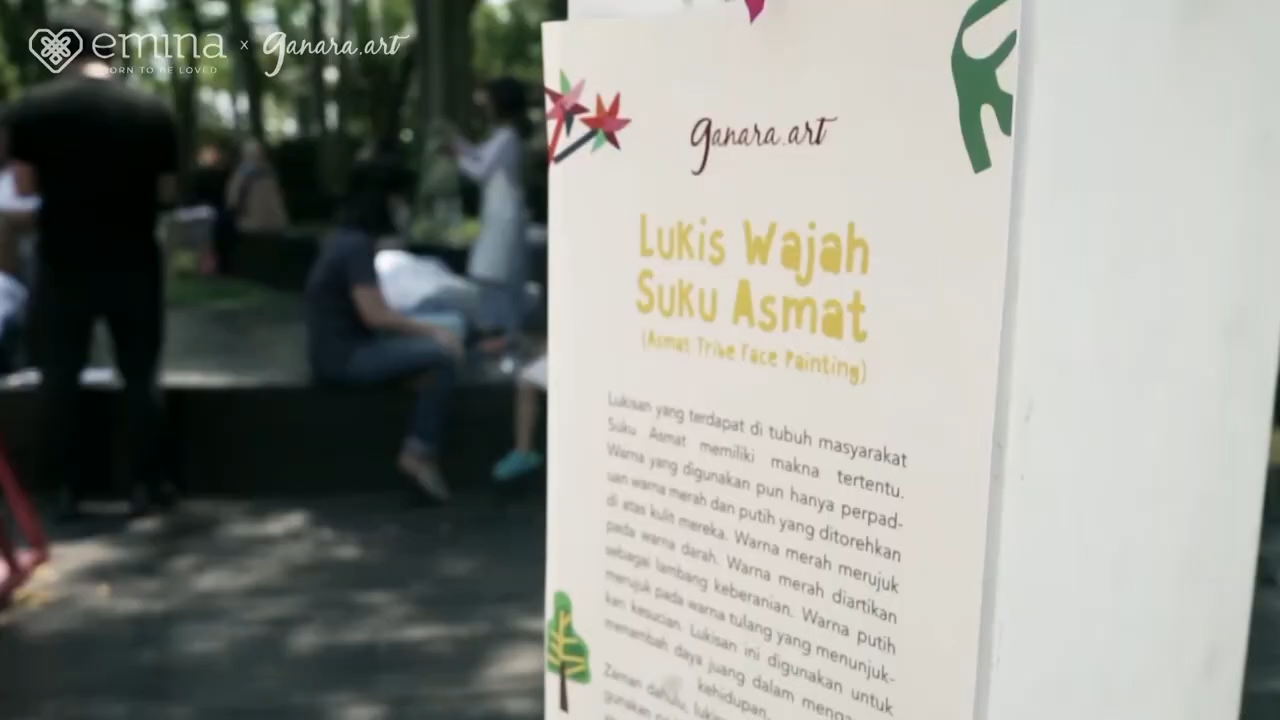 emina x ganara.art
BORN TO BE LOVED
ganara.art
Lukis Wajah
Suku Asmat
(Asmat Tribe Face Painting)
Lukisan yang terdapat di tubuh masyarakat
Suku Asmat memiliki makna tertentu.
Warna yang digunakan pun hanya perpad-
uan warna merah dan putih yang ditorehkan
di atas kulit mereka. Warna merah merujuk
pada warna darah. Warna merah diartikan
sebagai lambang keberanian. Warna putih
merujuk pada warna tulang yang menunjuk-
kan kesucian. Lukisan ini digunakan untuk
menambah daya juang dalam
kehidupan.
Zaman dahulu,